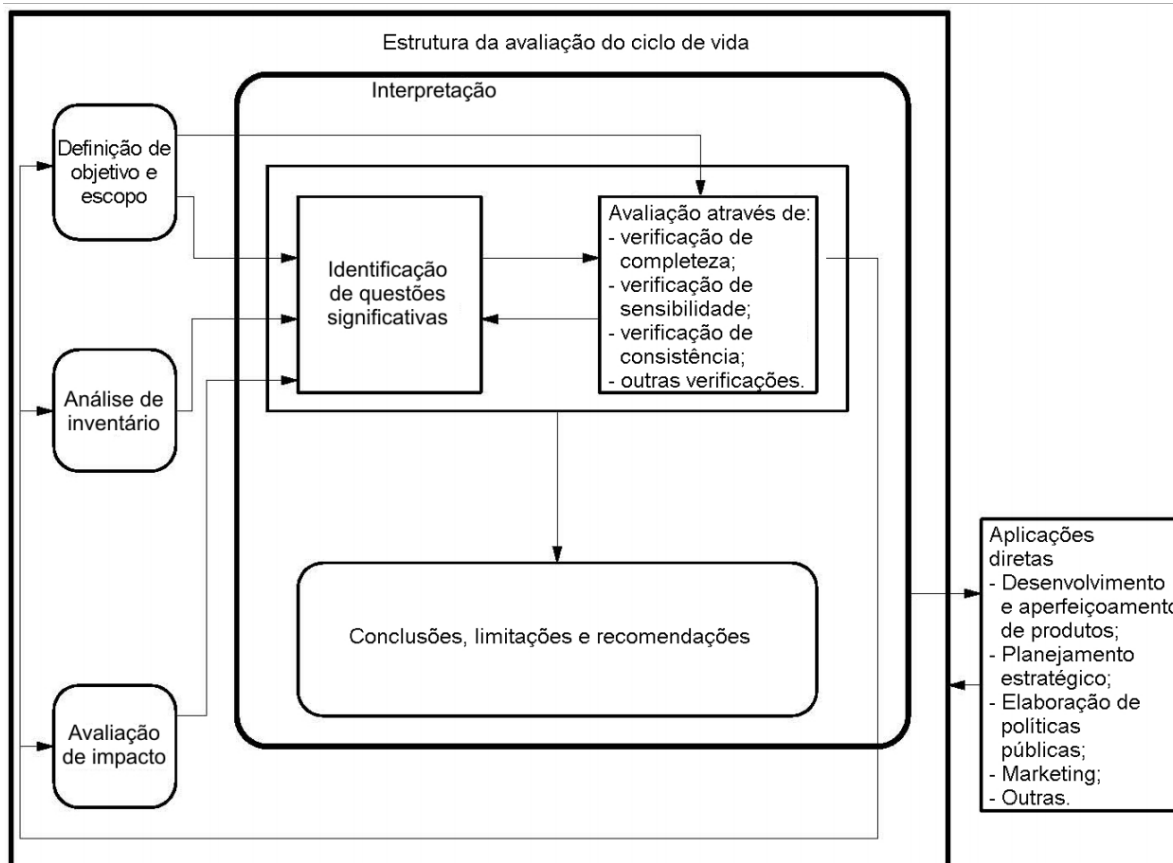 Estrutura da avaliação do ciclo de vida
Interpretação
Definição de
objetivo e
escopo
Identificação
de questões
significativas
Avaliação através de:
- verificação de
completeza;
- verificação de
sensibilidade;
- verificação de
consistência;
- outras verificações.
Análise de
inventário
Conclusões, limitações e recomendações
Avaliação
de impacto
Aplicações
diretas
- Desenvolvimento
e aperfeiçoamento
de produtos;
- Planejamento
estratégico;
- Elaboração de
políticas
públicas;
- Marketing;
- Outras.